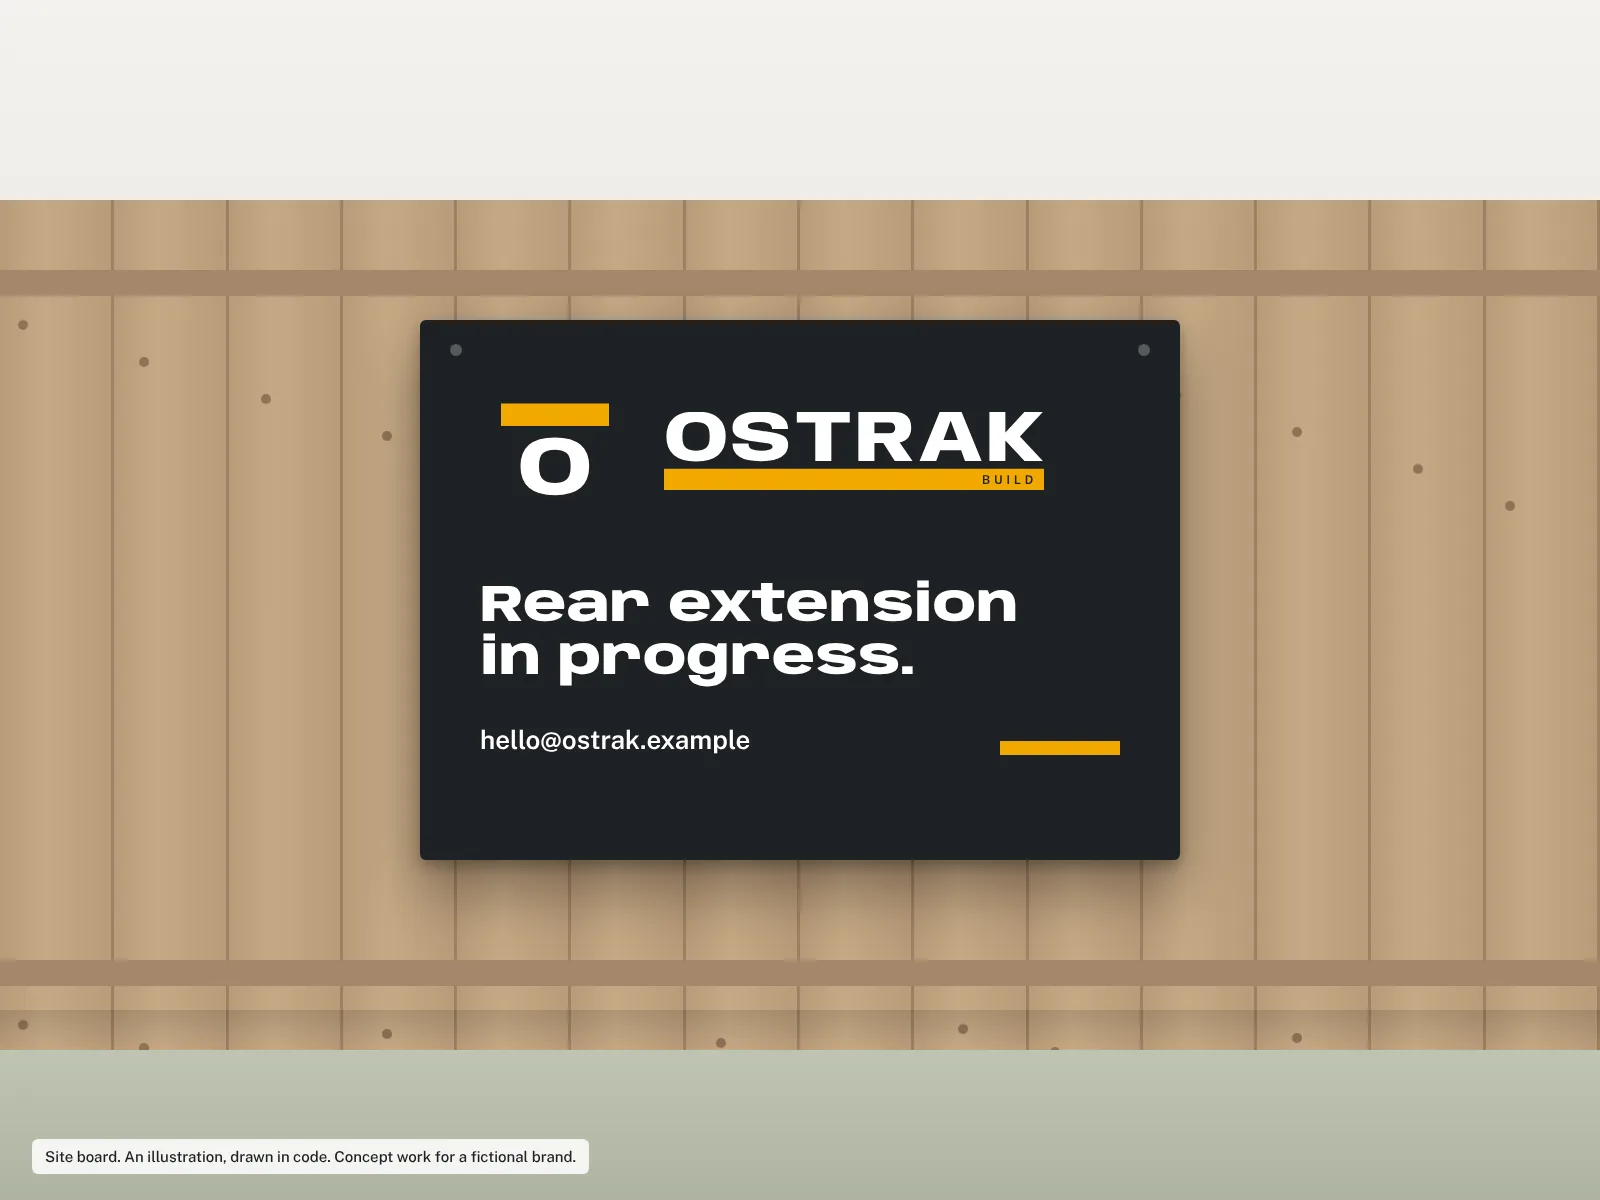 O
OSTRAK
BUILD
Rear extension
in progress.
hello@ostrak.example
Site board. An illustration, drawn in code. Concept work for a fictional brand.